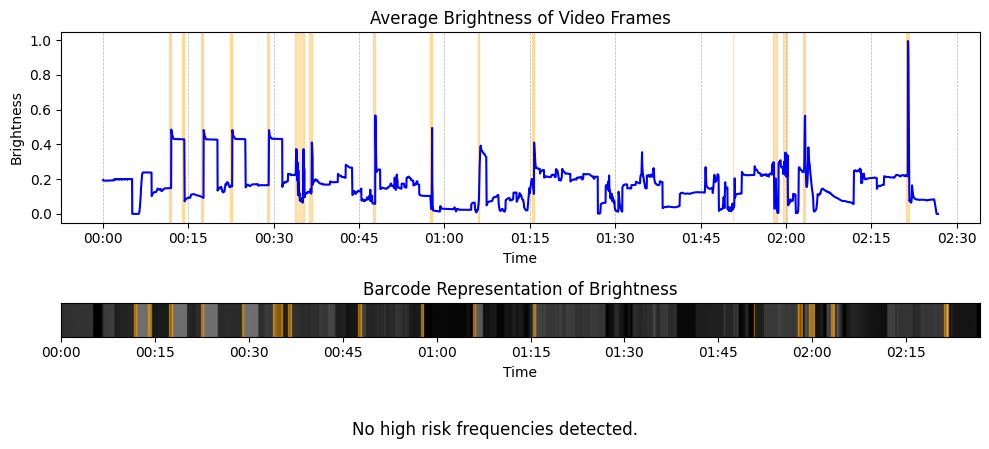 Average Brightness of Video Frames
1.0
0.8
0.6
0.4
0.2
0.0
Brightness
00:00 00:15 00:30 00:45 01:00 01:15 01:30 01:45 02:00 02:15 02:30
Time
Barcode Representation of Brightness
00:00 00:15 00:30 00:45 01:00 01:15 01:30 01:45 02:00 02:15
Time
No high risk frequencies detected.